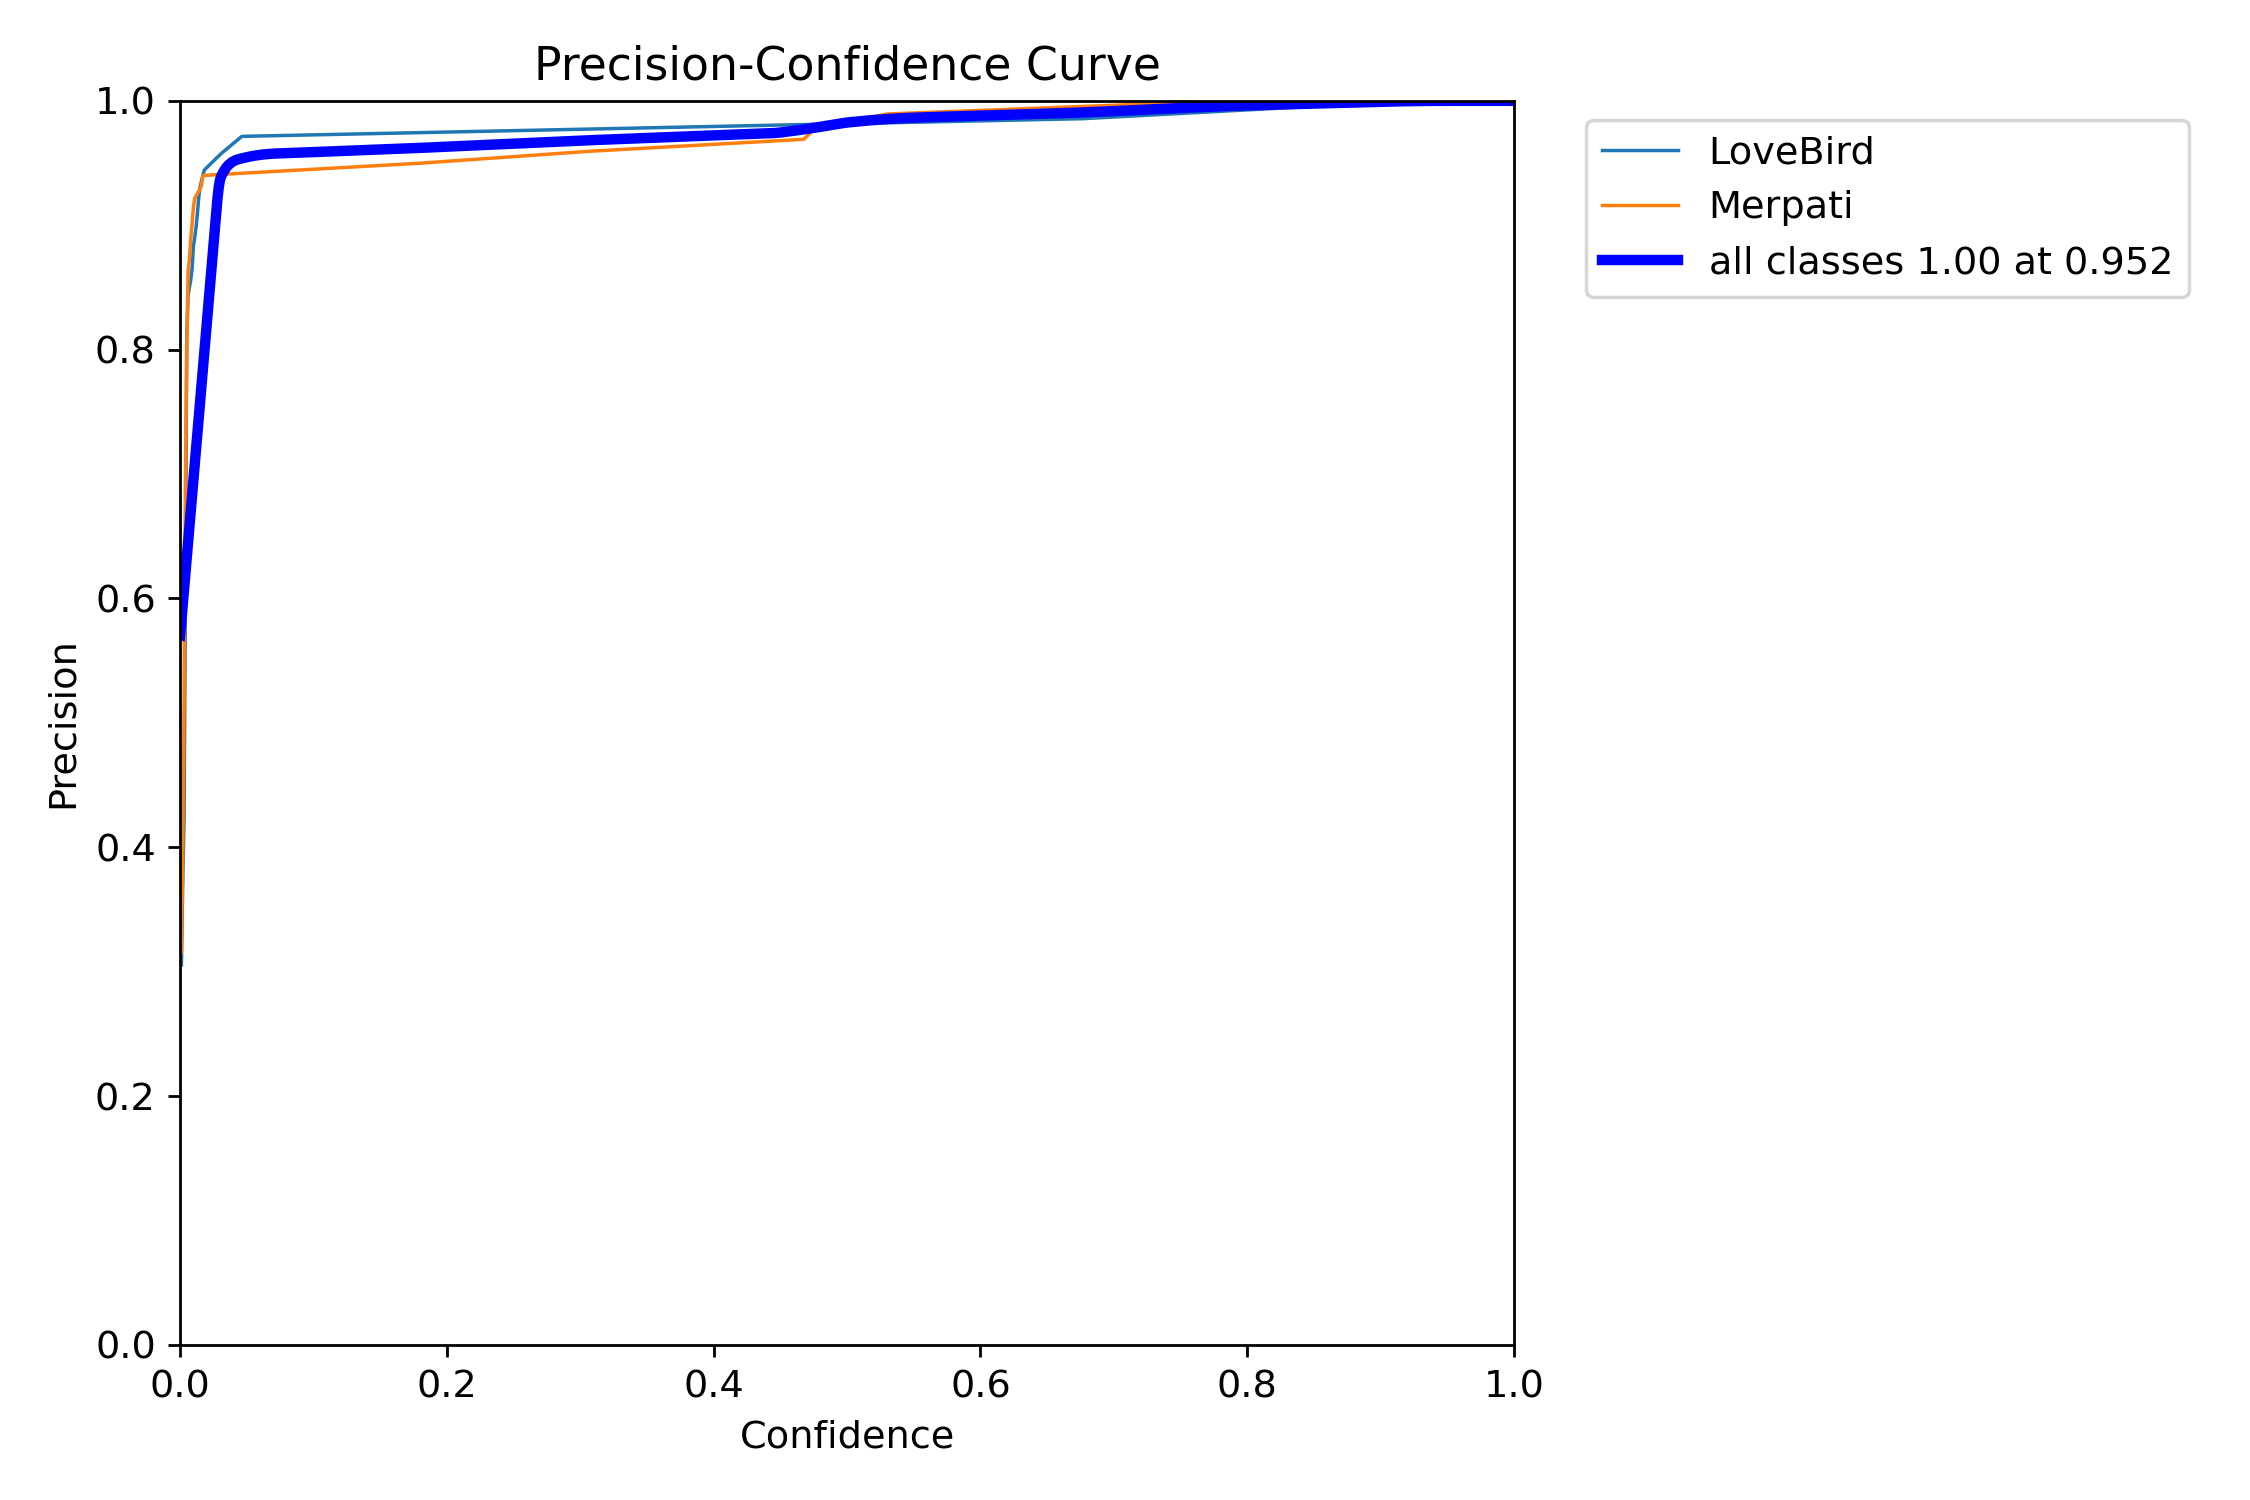 Precision-Confidence Curve
1.0
0.8
0.6
0.4
0.2
0.0
Precision
0.0 0.2 0.4 0.6 0.8 1.0
Confidence
LoveBird
Merpati
all classes 1.00 at 0.952